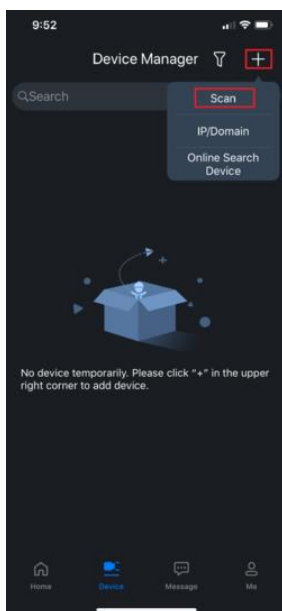 9:52
Device Manager
Search
Scan
IP/Domain
Online Search
Device
No device temporarily. Please click "+" in the upper
right corner to add device.
Home
Device
Message
Me